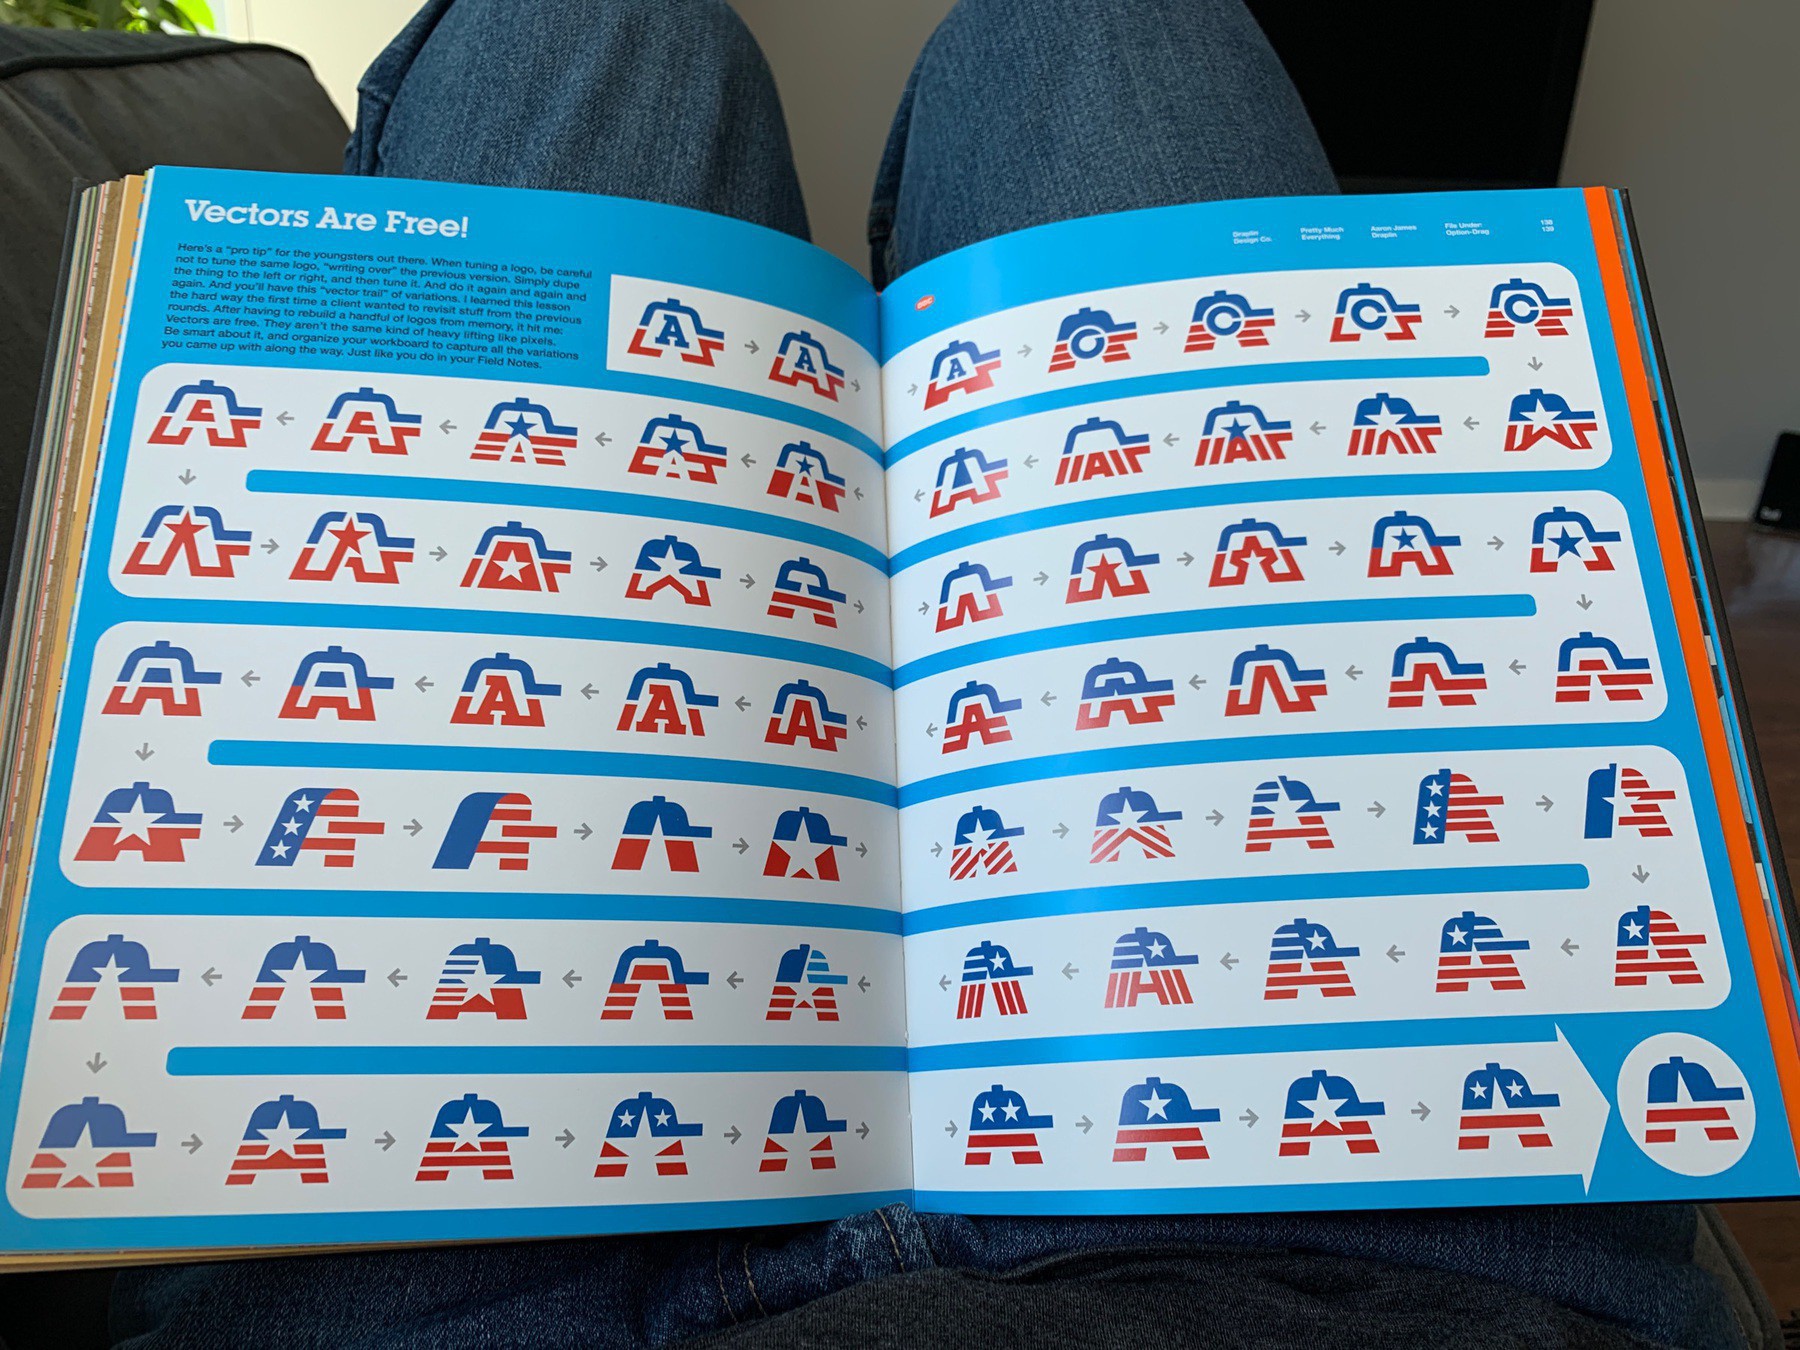 Vectors Are Free!
Here's a "pro tip" for the youngsters out there. When tuning a logo, be careful
not to tune the same logo, "writing over" the previous version. Simply dupe
the thing to the left or right, and then tune it. And do it again and again and
again. And you'll have this "vector trail" of variations. I learned this lesson
the hard way the first time a client wanted to revisit stuff from the previous
rounds. After having to rebuild a handful of logos from memory, it hit me:
Vectors are free. They aren't the same kind of heavy lifting like pixels.
Be smart about it, and organize your workboard to capture all the variations
you came up with along the way. Just like you do in your Field Notes.
Draplin
Design Co.
Pretty Much
Everything
Aaron James
Draplin
File Under:
Option-Drag
138
139